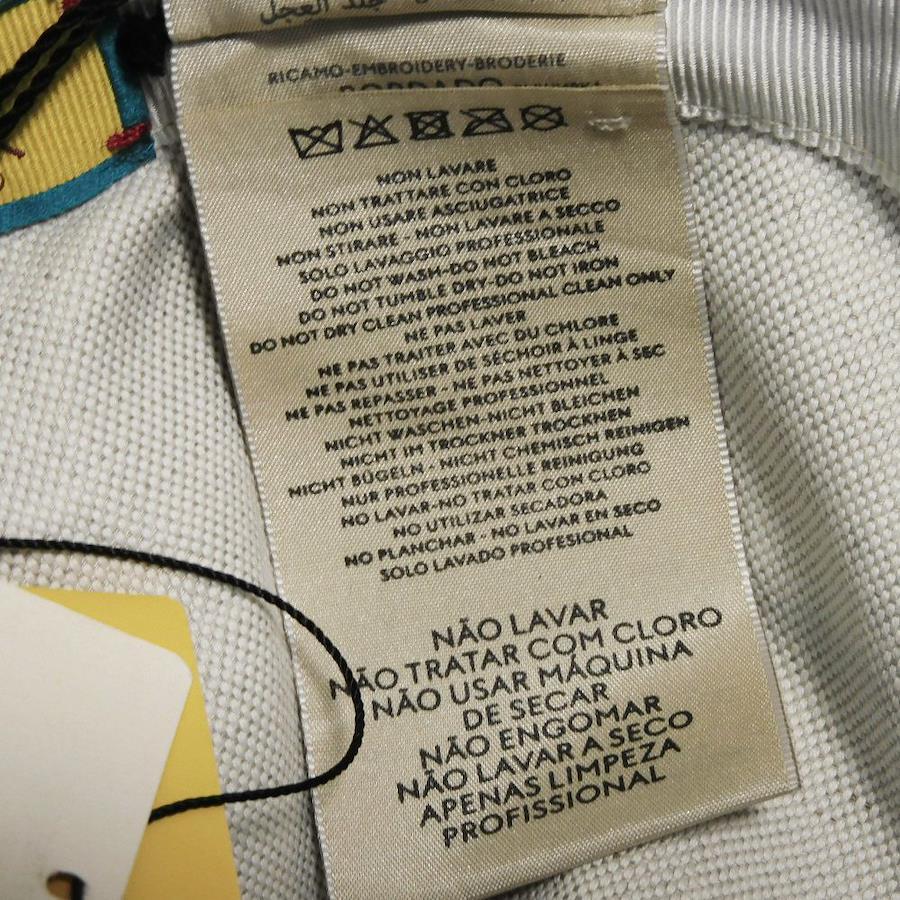 جلد العجل
RICAMO-EMBROIDERY-BRODERIE
BORDADO
NON LAVARE
NON TRATTARE CON CLORO
NON USARE ASCIUGATRICE
NON STIRARE - NON LAVARE A SECCO
SOLO LAVAGGIO PROFESSIONALE
DO NOT WASH-DO NOT BLEACH
DO NOT TUMBLE DRY-DO NOT IRON
DO NOT DRY CLEAN PROFESSIONAL CLEAN ONLY
NE PAS LAVER
NE PAS TRAITER AVEC DU CHLORE
NE PAS UTILISER DE SÉCHOIR À LINGE
NE PAS REPASSER - NE PAS NETTOYER À SEC
NETTOYAGE PROFESSIONNEL
NICHT WASCHEN-NICHT BLEICHEN
NICHT IM TROCKNER TROCKNEN
NICHT BÜGELN - NICHT CHEMISCH REINIGEN
NUR PROFESSIONELLE REINIGUNG
NO LAVAR-NO TRATAR CON CLORO
NO UTILIZAR SECADORA
NO PLANCHAR - NO LAVAR EN SECO
SOLO LAVADO PROFESIONAL
NÃO LAVAR
NÃO TRATAR COM CLORO
NÃO USAR MÁQUINA
DE SECAR
NÃO ENGOMAR
NÃO LAVAR A SECO
APENAS LIMPEZA
PROFISSIONAL